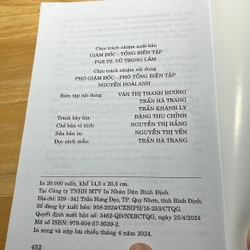 Chịu trách nhiệm xuất bản
GIÁM ĐỐC - TỔNG BIÊN TẬP
PGS.TS. VŨ TRỌNG LÂM
Chịu trách nhiệm nội dung
PHÓ GIÁM ĐỐC - PHÓ TỔNG BIÊN TẬP
NGUYỄN HOÀI ANH
Biên tập nội dung: VĂN THỊ THANH HƯƠNG
TRẦN HÀ TRANG
TRẦN KHÁNH LY
Trình bày bìa: ĐẶNG THU CHỈNH
Chế bản vi tính: NGUYỄN THỊ HẰNG
Sửa bản in: NGUYỄN THỊ YẾN
Đọc sách mẫu: TRẦN HÀ TRANG
In 20.000 cuốn, khổ 14,5 x 20,5 cm.
Tại Công ty TNHH MTV In Nhân Dân Bình Định.
Địa chỉ: 339 - 341 Trần Hưng Đạo, TP. Quy Nhơn, tỉnh Bình Định.
Số đăng ký xuất bản: 958-2024/CXBIPH/
Quyết định xuất bản số: 3462-QĐ/NXBCTQG, ngày 25/4/2024
Mã số ISBN: 978-604-57-9039-2.
In xong và nộp lưu chiểu tháng 4 năm 2024.
452